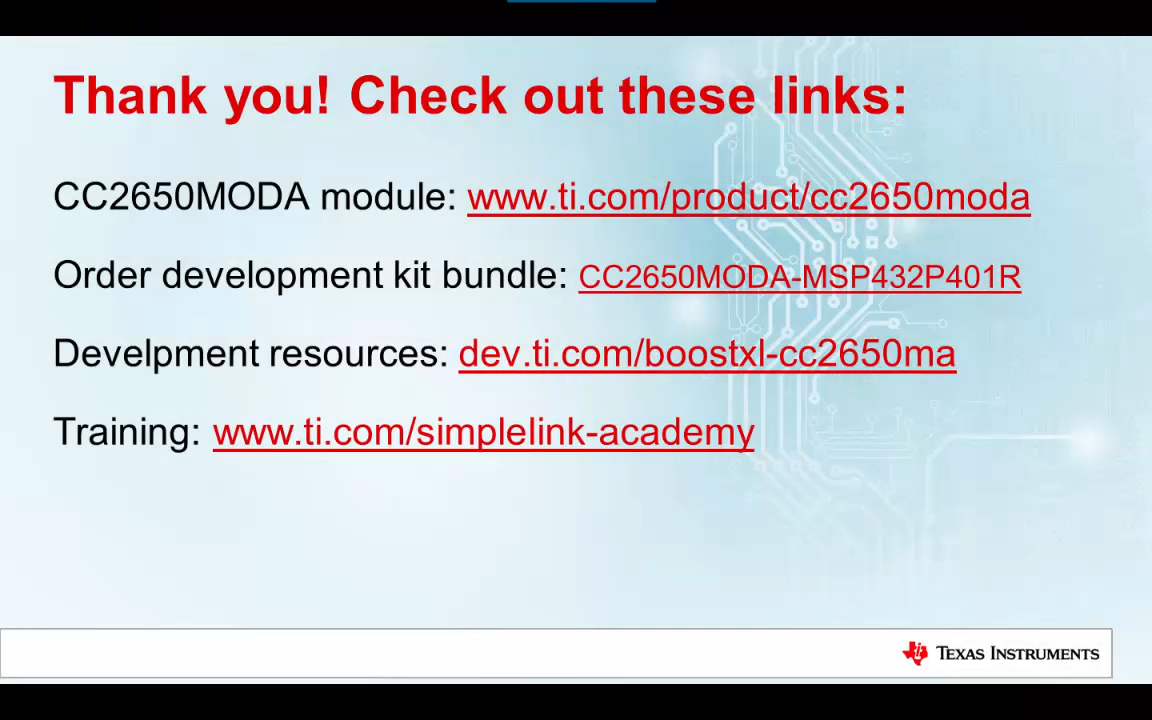 Thank you! Check out these links:
CC2650MODA module: www.ti.com/product/cc2650moda
Order development kit bundle: CC2650MODA-MSP432P401R
Develpment resources: dev.ti.com/boostxl-cc2650ma
Training: www.ti.com/simplelink-academy
TEXAS INSTRUMENTS